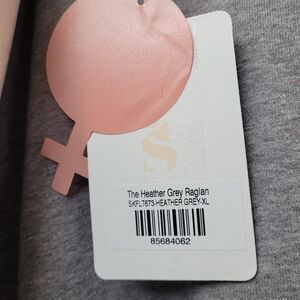 S
The Heather Grey Raglan
SKFLT673-HEATHER GREY-XL
85684062